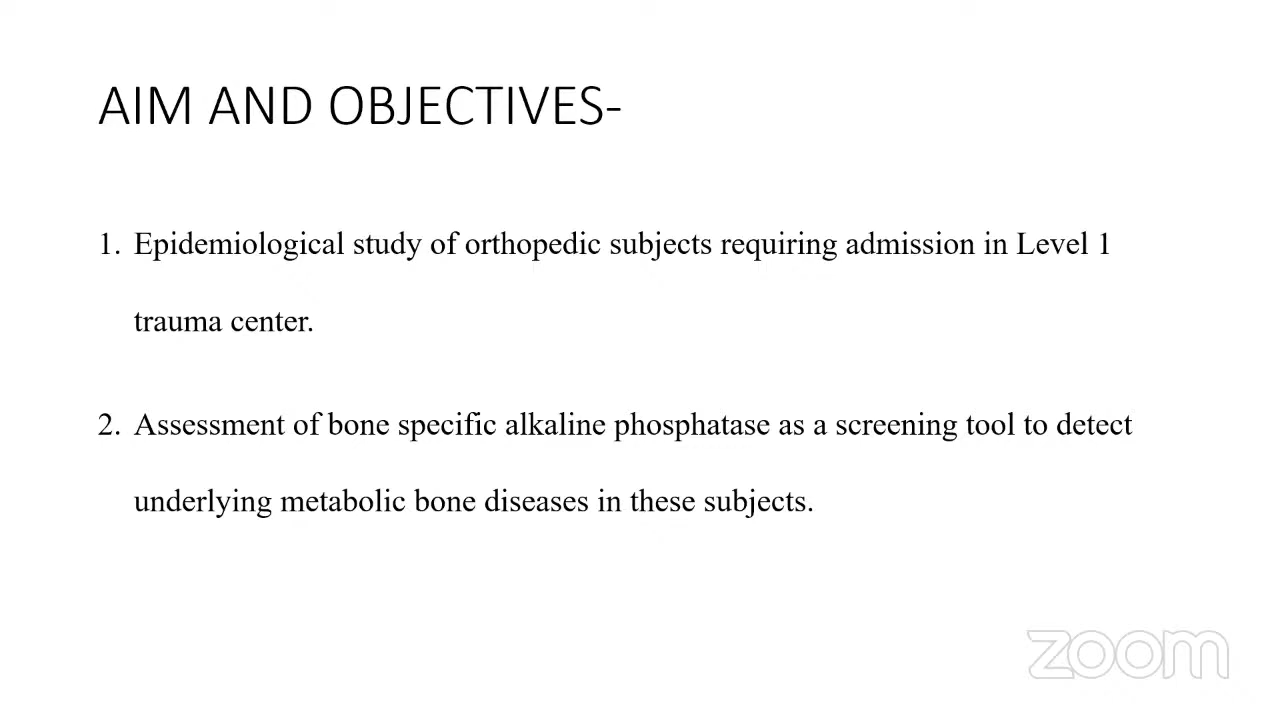 AIM AND OBJECTIVES-
1. Epidemiological study of orthopedic subjects requiring admission in Level 1
trauma center.
2. Assessment of bone specific alkaline phosphatase as a screening tool to detect
underlying metabolic bone diseases in these subjects.
zoom